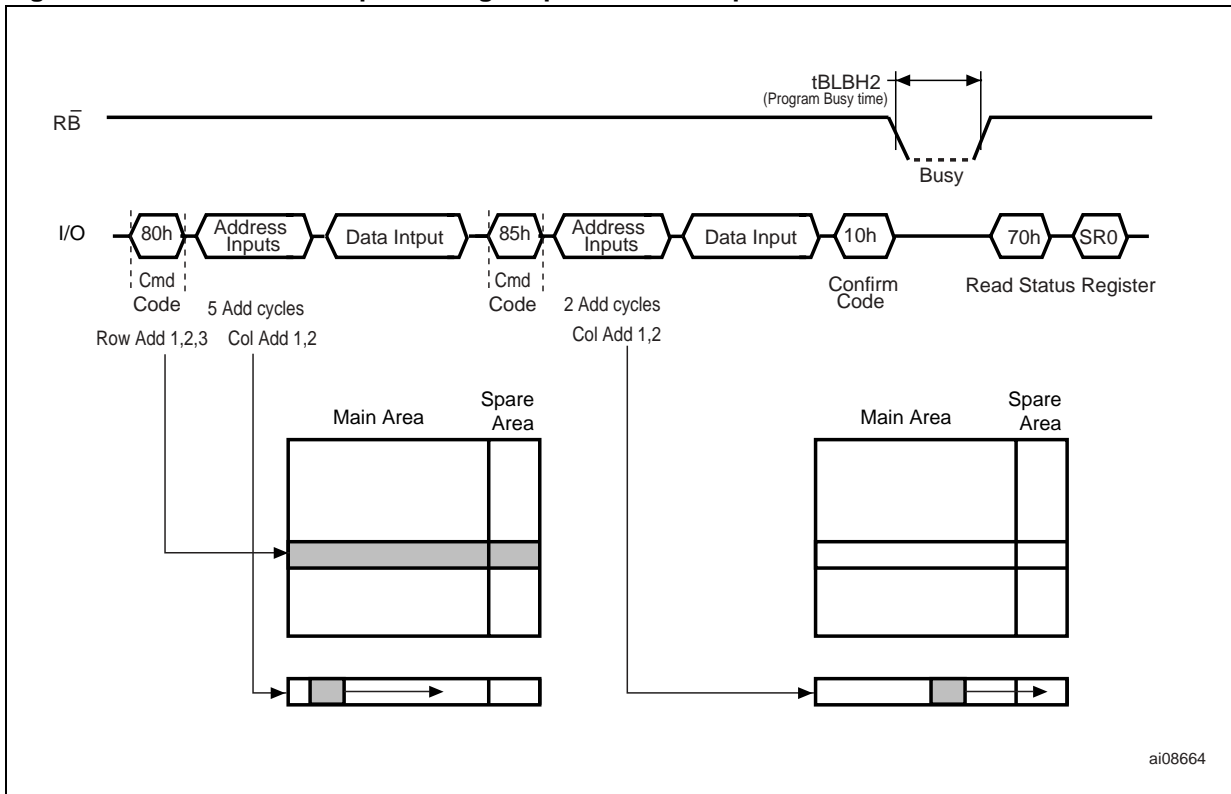 tBLBH2
(Program Busy time)
RB̅
Busy
I/O
80h
Address
Inputs
Data Intput
85h
Address
Inputs
Data Input
10h
70h
SR0
Cmd
Code
Cmd
Code
Confirm
Code
Read Status Register
5 Add cycles
2 Add cycles
Row Add 1,2,3
Col Add 1,2
Col Add 1,2
Main Area
Spare
Area
Main Area
Spare
Area
ai08664